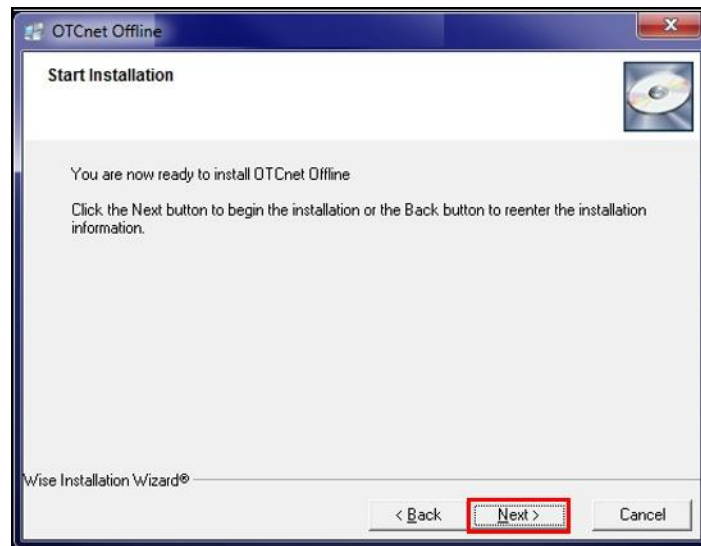 OTCnet Offline
Start Installation
You are now ready to install OTCnet Offline
Click the Next button to begin the installation or the Back button to reenter the installation
information.
Wise Installation Wizard®
< Back Next > Cancel